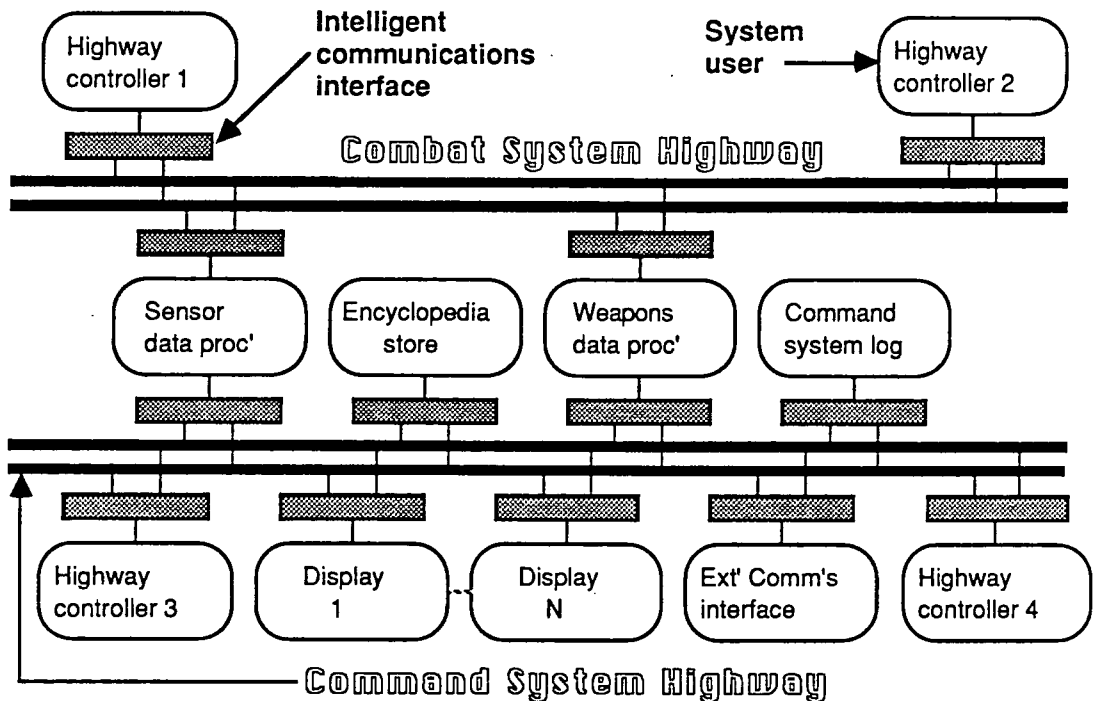 Highway
controller 1
Intelligent
communications
interface
System
user
Highway
controller 2
Combat System Highway
Sensor
data proc'
Encyclopedia
store
Weapons
data proc'
Command
system log
Highway
controller 3
Display
1
Display
N
Ext' Comm's
interface
Highway
controller 4
Command System Highway